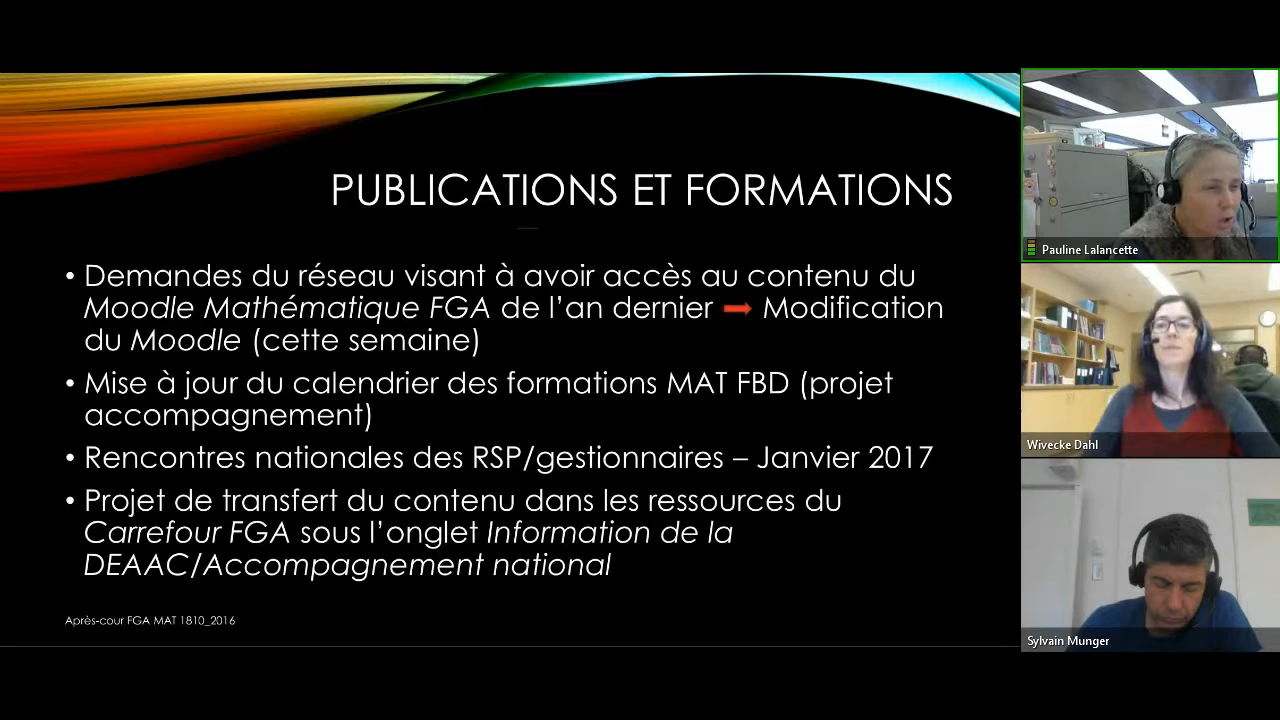 PUBLICATIONS ET FORMATIONS
• Demandes du réseau visant à avoir accès au contenu du
Moodle Mathématique FGA de l’an dernier ➡ Modification
du Moodle (cette semaine)
• Mise à jour du calendrier des formations MAT FBD (projet
accompagnement)
• Rencontres nationales des RSP/gestionnaires – Janvier 2017
• Projet de transfert du contenu dans les ressources du
Carrefour FGA sous l’onglet Information de la
DEAAC/Accompagnement national
Après-cour FGA MAT 1810_2016
Pauline Lalancette
Wivecke Dahl
Sylvain Munger